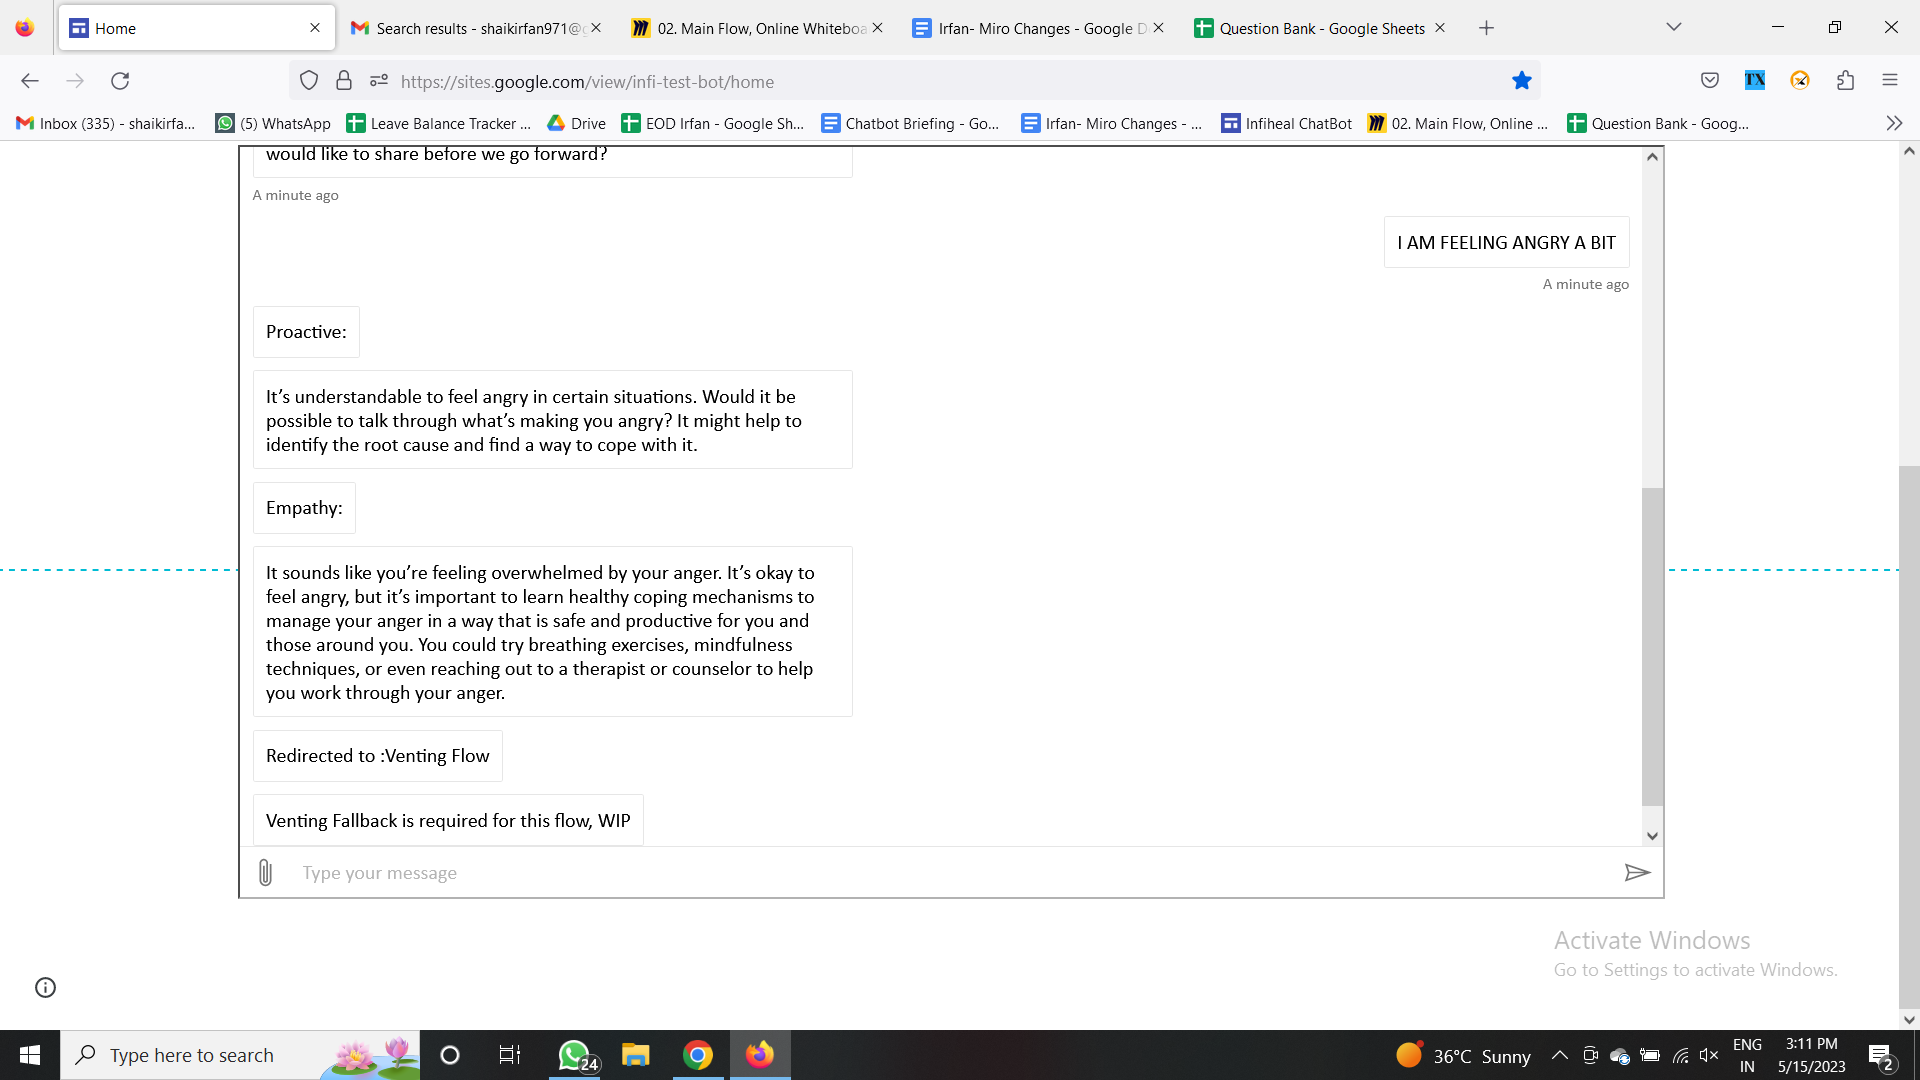 Home
Search results - shaikirfan971@g
02. Main Flow, Online Whiteboa
Irfan- Miro Changes - Google D
Question Bank - Google Sheets
https://sites.google.com/view/infi-test-bot/home
TX
Inbox (335) - shaikirfa...
(5) WhatsApp
Leave Balance Tracker ...
Drive
EOD Irfan - Google Sh...
Chatbot Briefing - Go...
Irfan- Miro Changes - ...
Infiheal ChatBot
02. Main Flow, Online ...
Question Bank - Goog...
would like to share before we go forward?
A minute ago
I AM FEELING ANGRY A BIT
A minute ago
Proactive:
It’s understandable to feel angry in certain situations. Would it be
possible to talk through what’s making you angry? It might help to
identify the root cause and find a way to cope with it.
Empathy:
It sounds like you’re feeling overwhelmed by your anger. It’s okay to
feel angry, but it’s important to learn healthy coping mechanisms to
manage your anger in a way that is safe and productive for you and
those around you. You could try breathing exercises, mindfulness
techniques, or even reaching out to a therapist or counselor to help
you work through your anger.
Redirected to :Venting Flow
Venting Fallback is required for this flow, WIP
Type your message
Activate Windows
Go to Settings to activate Windows.
Type here to search
24
36°C Sunny
ENG
IN
3:11 PM
5/15/2023
2